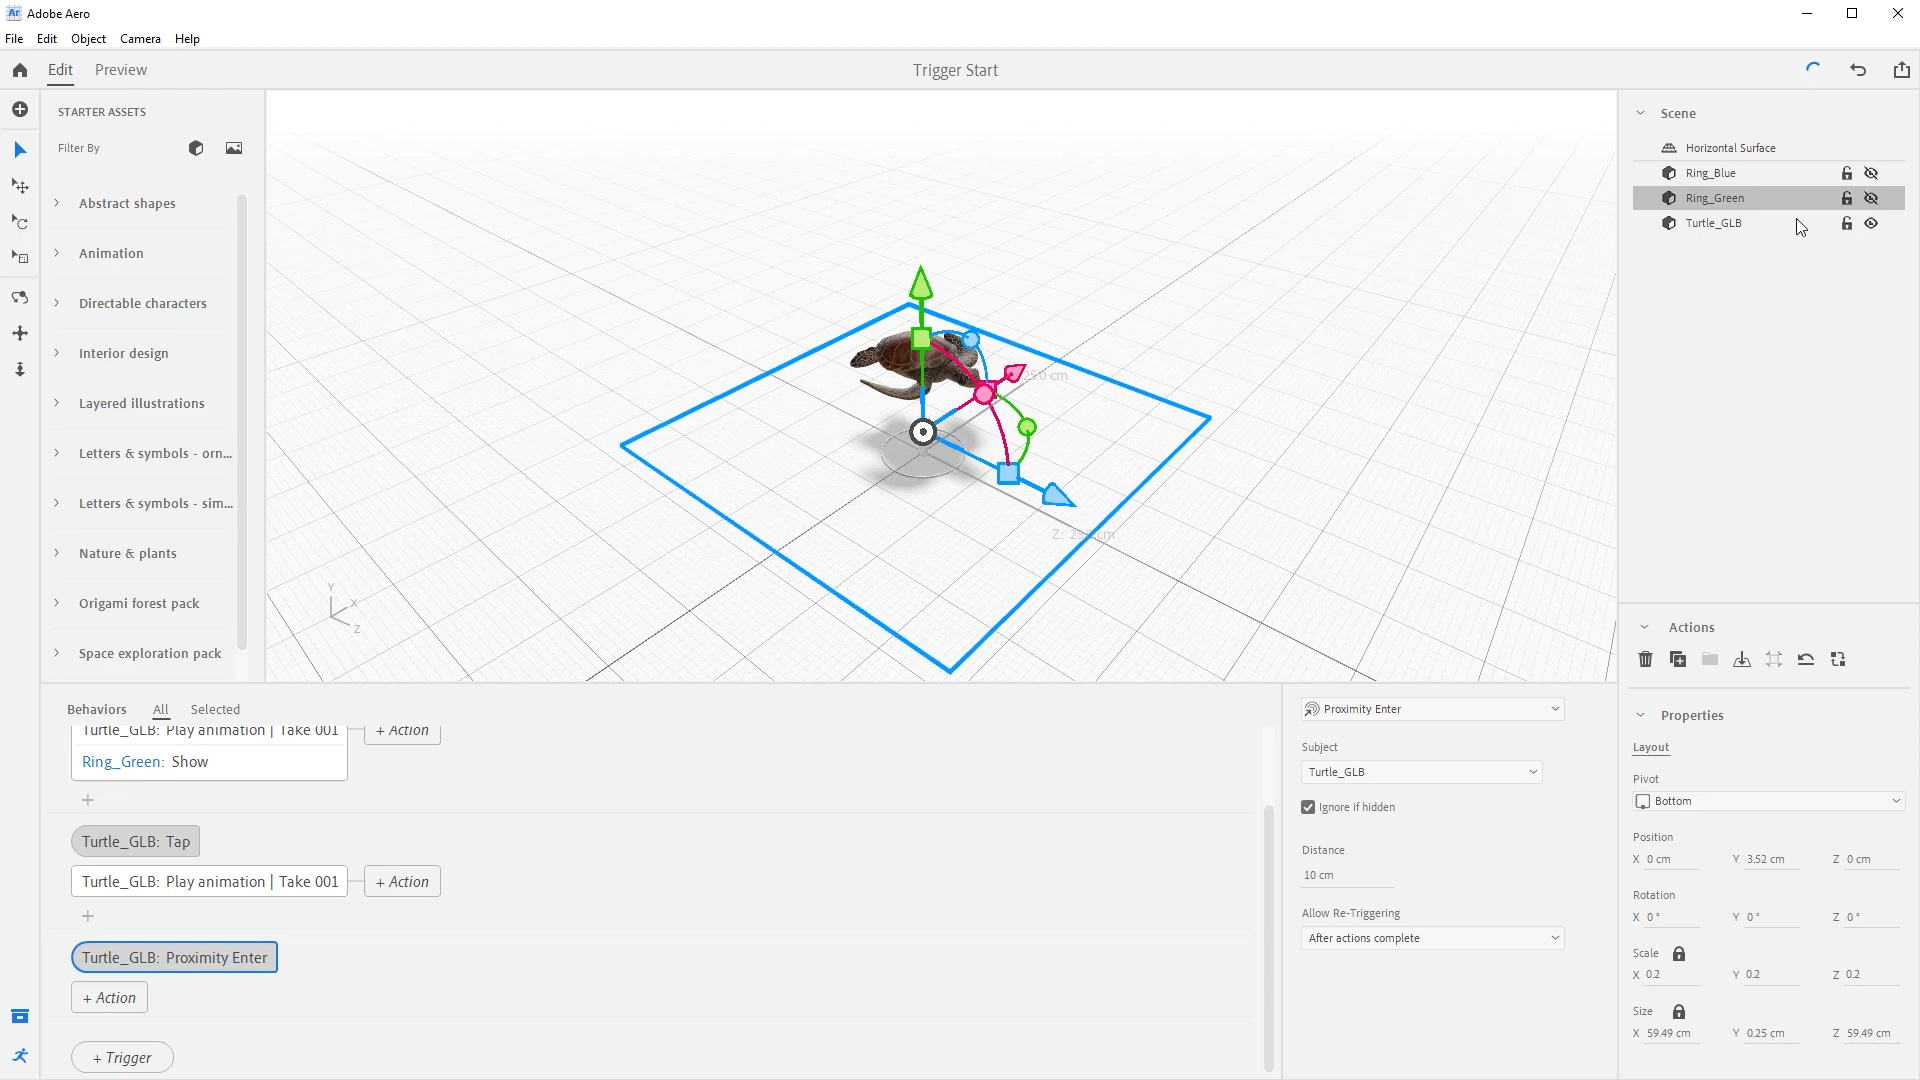 Ar Adobe Aero
File Edit Object Camera Help
Edit Preview Trigger Start
STARTER ASSETS
Filter By
Abstract shapes
Animation
Directable characters
Interior design
Layered illustrations
Letters & symbols - orn...
Letters & symbols - sim...
Nature & plants
Origami forest pack
Space exploration pack
25.0 cm
Y
X
Z
Scene
Horizontal Surface
Ring_Blue
Ring_Green
Turtle_GLB
Actions
Properties
Layout
Pivot
Bottom
Position
X 0 cm Y 3.52 cm Z 0 cm
Rotation
X 0° Y 0° Z 0°
Scale
X 0.2 Y 0.2 Z 0.2
Size
X 59.49 cm Y 0.25 cm Z 59.49 cm
Behaviors All Selected
Turtle_GLB: Play animation | Take 001 + Action
Ring_Green: Show
+
Turtle_GLB: Tap
Turtle_GLB: Play animation | Take 001 + Action
+
Turtle_GLB: Proximity Enter
+ Action
+ Trigger
Proximity Enter
Subject
Turtle_GLB
Ignore if hidden
Distance
10 cm
Allow Re-Triggering
After actions complete